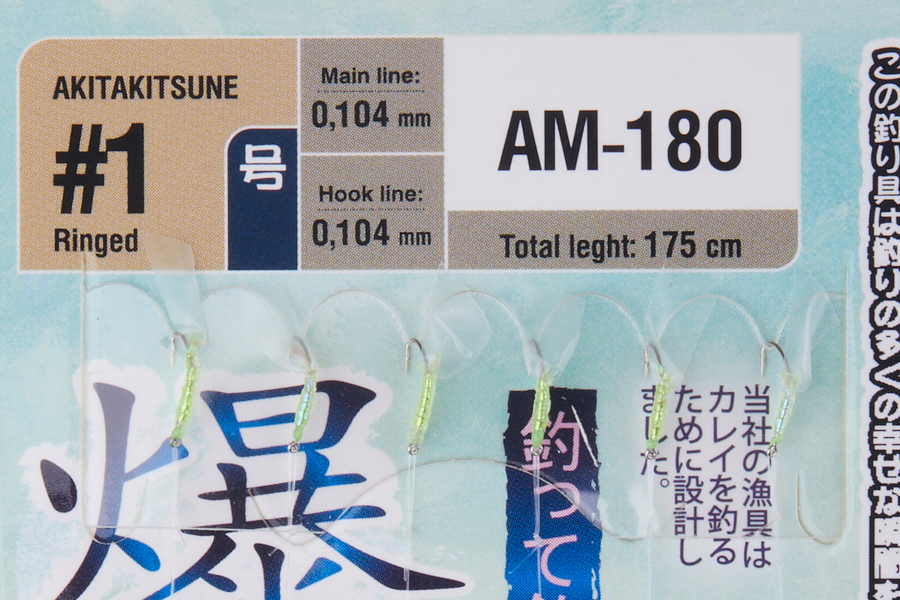 AKITAKITSUNE
#1
Ringed
号
Main line:
0,104 mm
Hook line:
0,104 mm
AM-180
Total leght: 175 cm
この釣り具は釣りの多くの幸せな瞬間を
当社の漁具は
カレイを釣る
ために設計し
ました。
釣って
爆